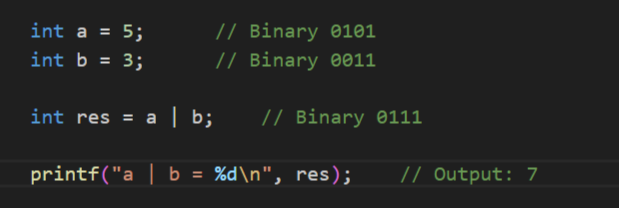 int a = 5;      // Binary 0101
int b = 3;      // Binary 0011
int res = a | b;    // Binary 0111
printf("a | b = %d\n", res);    // Output: 7